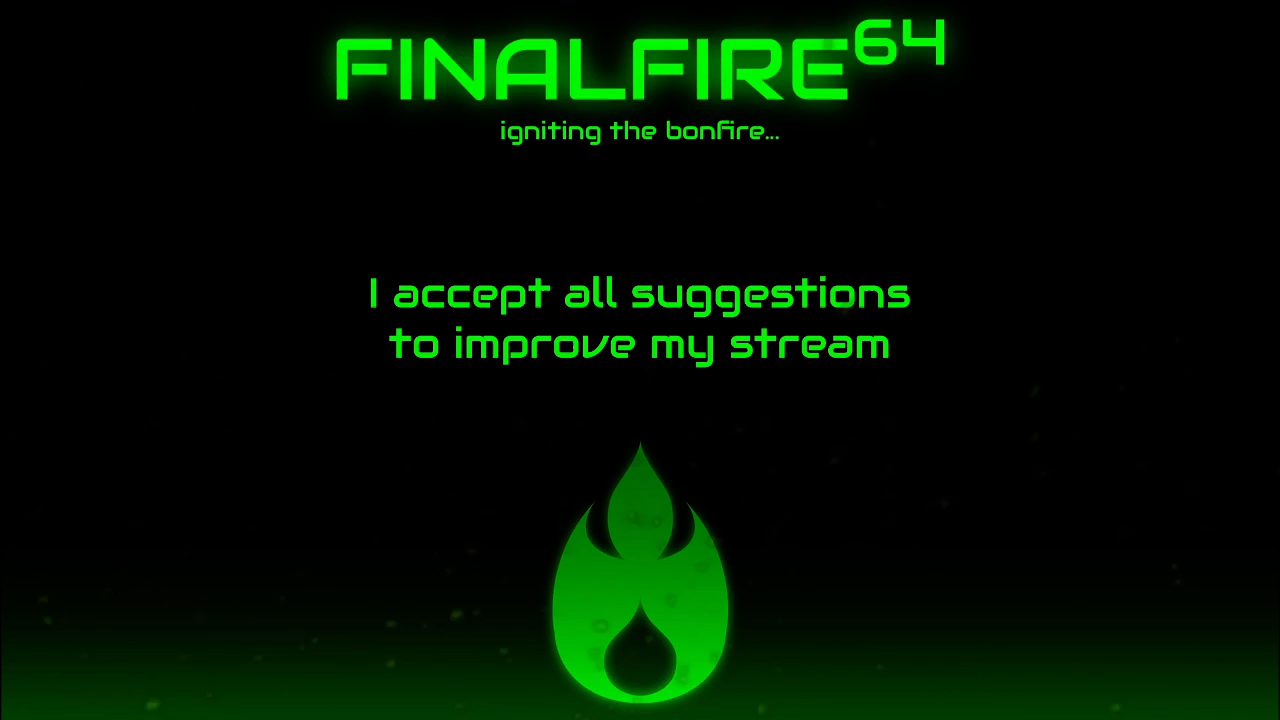 FINALFIRE64
igniting the bonfire...
I accept all suggestions
to improve my stream